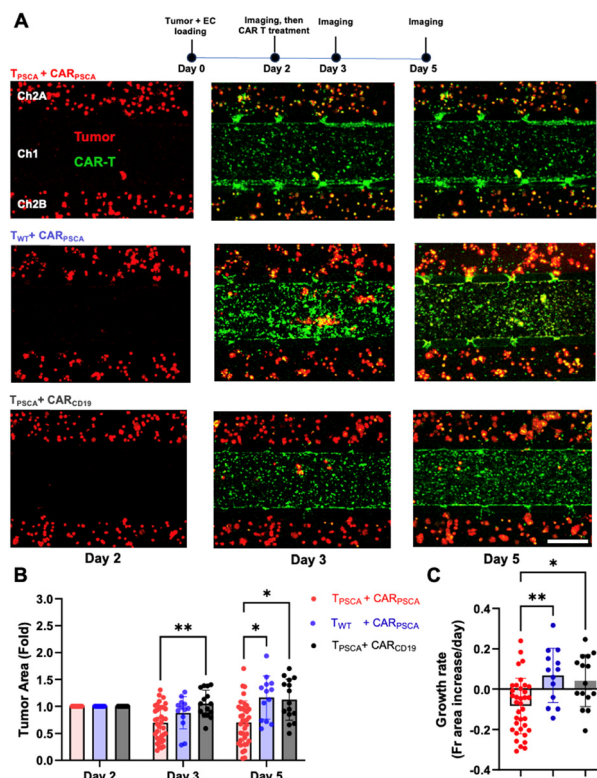 A
Tumor + EC
loading
Imaging, then
CAR T treatment
Imaging
Imaging
Day 0
Day 2
Day 3
Day 5
TPSCA + CARPSCA
Ch2A
Tumor
Ch1
CAR-T
Ch2B
TWT + CARPSCA
TPSCA + CARCD19
Day 2
Day 3
Day 5
B
Tumor Area (Fold)
3.0
2.5
2.0
1.5
1.0
0.5
0.0
**
*
*
Day 2
Day 3
Day 5
TPSCA + CARPSCA
TWT + CARPSCA
TPSCA + CARCD19
C
Growth rate
(Fr area increase/day)
0.4
0.2
0.0
-0.2
-0.4
*
**